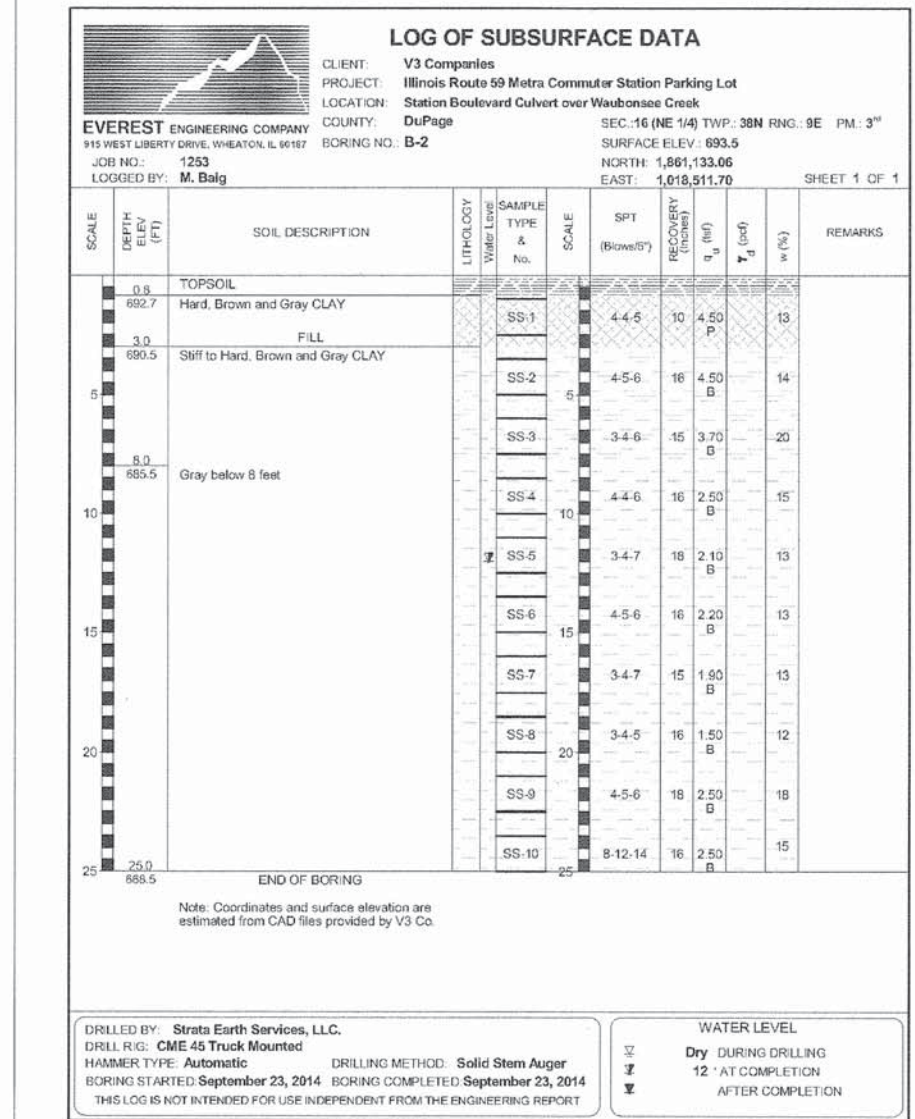 LOG OF SUBSURFACE DATA
CLIENT: V3 Companies
PROJECT: Illinois Route 59 Metra Commuter Station Parking Lot
LOCATION: Station Boulevard Culvert over Waubonsee Creek
EVEREST ENGINEERING COMPANY
915 WEST LIBERTY DRIVE, WHEATON, IL 60187
COUNTY: DuPage SEC.:16 (NE 1/4) TWP.: 38N RNG.: 9E PM.: 3rd
BORING NO.: B-2 SURFACE ELEV.: 693.5
JOB NO.: 1253 NORTH: 1,861,133.06
LOGGED BY: M. Baig EAST: 1,018,511.70 SHEET 1 OF 1
SCALE DEPTH ELEV (FT) SOIL DESCRIPTION LITHOLOGY Water Level SAMPLE TYPE & No. SCALE SPT (Blows/6") RECOVERY (inches) qu (tsf) γd (pcf) w (%) REMARKS
0.8 TOPSOIL
692.7 Hard, Brown and Gray CLAY
SS-1 4-4-5 10 4.50 13
P
3.0 FILL
690.5 Stiff to Hard, Brown and Gray CLAY
SS-2 4-5-6 16 4.50 14
5 5 B
SS-3 3-4-6 15 3.70 20
B
8.0
685.5 Gray below 8 feet
SS-4 4-4-6 16 2.50 15
10 10 B
SS-5 3-4-7 18 2.10 13
B
SS-6 4-5-6 16 2.20 13
15 15 B
SS-7 3-4-7 15 1.90 13
B
SS-8 3-4-5 16 1.50 12
20 20 B
SS-9 4-5-6 18 2.50 18
B
SS-10 8-12-14 16 2.50 15
25 25.0 25 B
668.5 END OF BORING
Note: Coordinates and surface elevation are
estimated from CAD files provided by V3 Co.
DRILLED BY: Strata Earth Services, LLC.
DRILL RIG: CME 45 Truck Mounted
HAMMER TYPE: Automatic DRILLING METHOD: Solid Stem Auger
BORING STARTED: September 23, 2014 BORING COMPLETED: September 23, 2014
THIS LOG IS NOT INTENDED FOR USE INDEPENDENT FROM THE ENGINEERING REPORT
WATER LEVEL
Dry DURING DRILLING
12 ' AT COMPLETION
AFTER COMPLETION